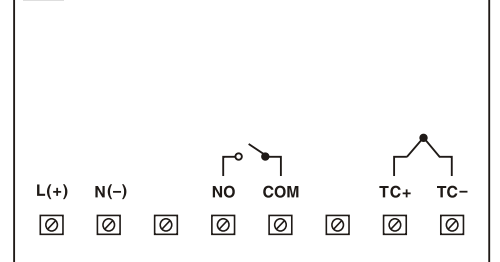 L(+) N(−) NO COM TC+ TC−